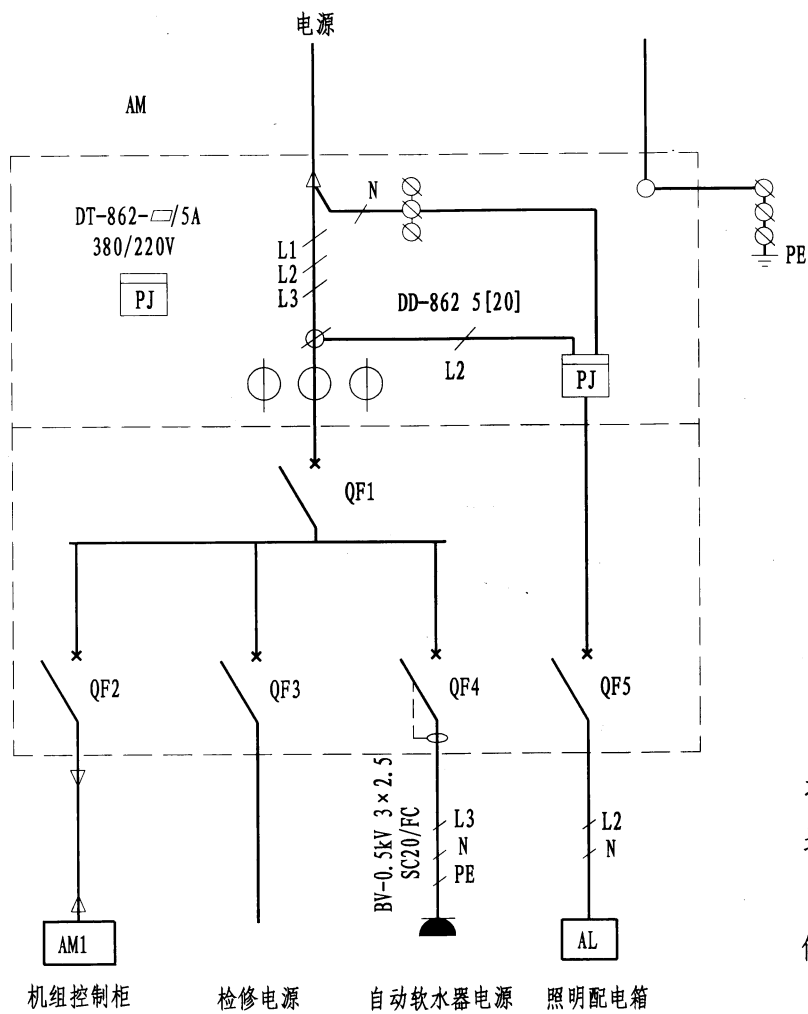 电源
AM
DT-862-▱/5A
380/220V
PJ
N
L1
L2
L3
PE
DD-862 5[20]
L2
PJ
QF1
QF2
QF3
QF4
QF5
BV-0.5kV 3×2.5
SC20/FC
L3
N
PE
L2
N
AM1
AL
机组控制柜
检修电源
自动软水器电源
照明配电箱